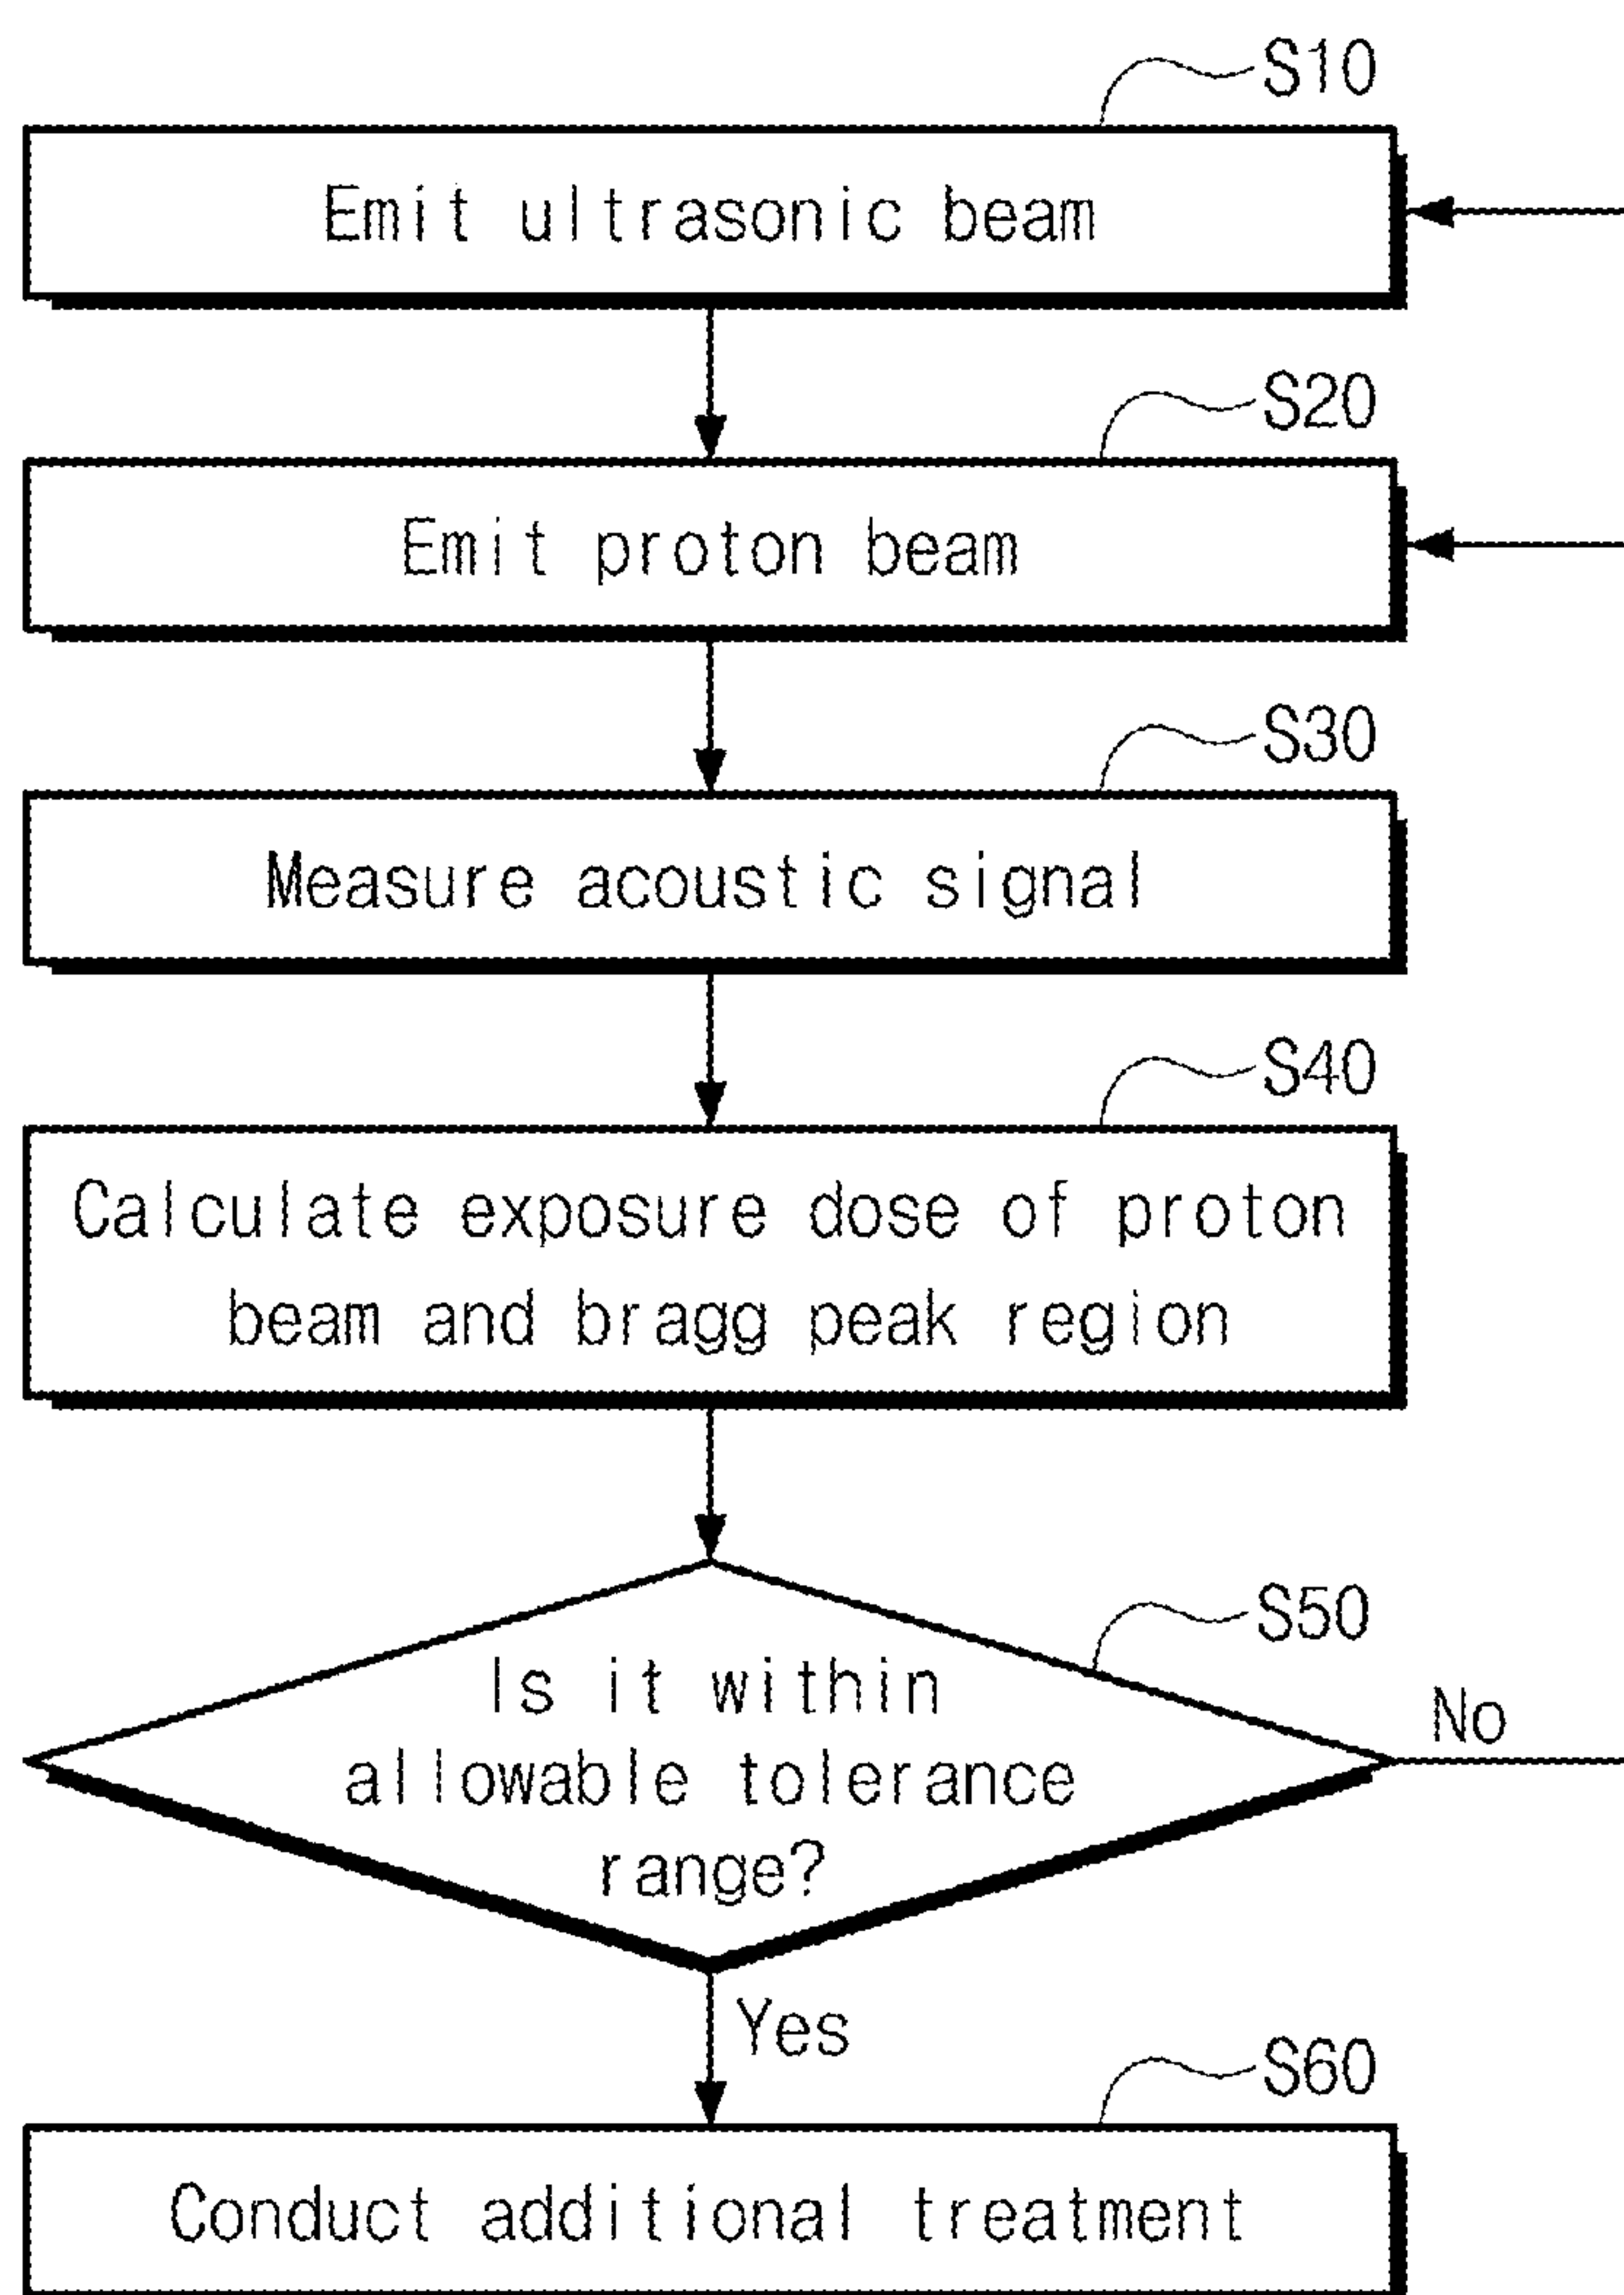 S10
Emit ultrasonic beam
S20
Emit proton beam
S30
Measure acoustic signal
S40
Calculate exposure dose of proton
beam and bragg peak region
S50
Is it within
allowable tolerance
range?
No
Yes
S60
Conduct additional treatment